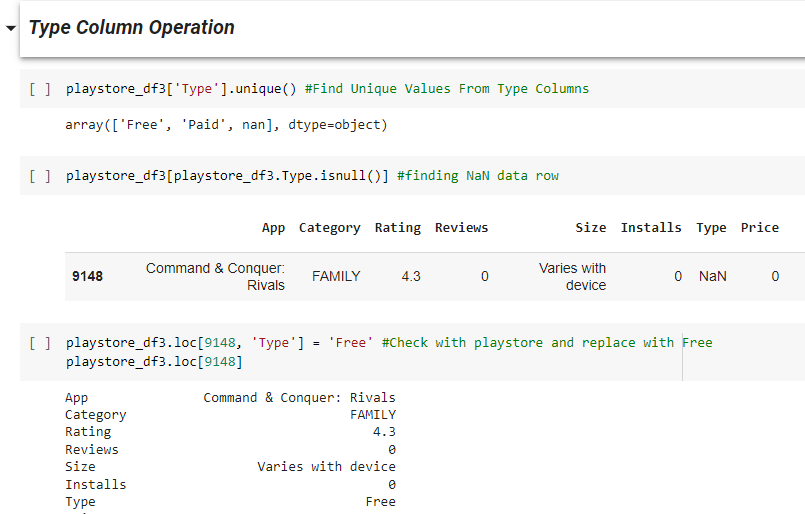 Type Column Operation
[ ] playstore_df3['Type'].unique() #Find Unique Values From Type Columns
array(['Free', 'Paid', nan], dtype=object)
[ ] playstore_df3[playstore_df3.Type.isnull()] #finding NaN data row
App Category Rating Reviews Size Installs Type Price
9148 Command & Conquer: Rivals FAMILY 4.3 0 Varies with device 0 NaN 0
[ ] playstore_df3.loc[9148, 'Type'] = 'Free' #Check with playstore and replace with Free
playstore_df3.loc[9148]
App Command & Conquer: Rivals
Category FAMILY
Rating 4.3
Reviews 0
Size Varies with device
Installs 0
Type Free